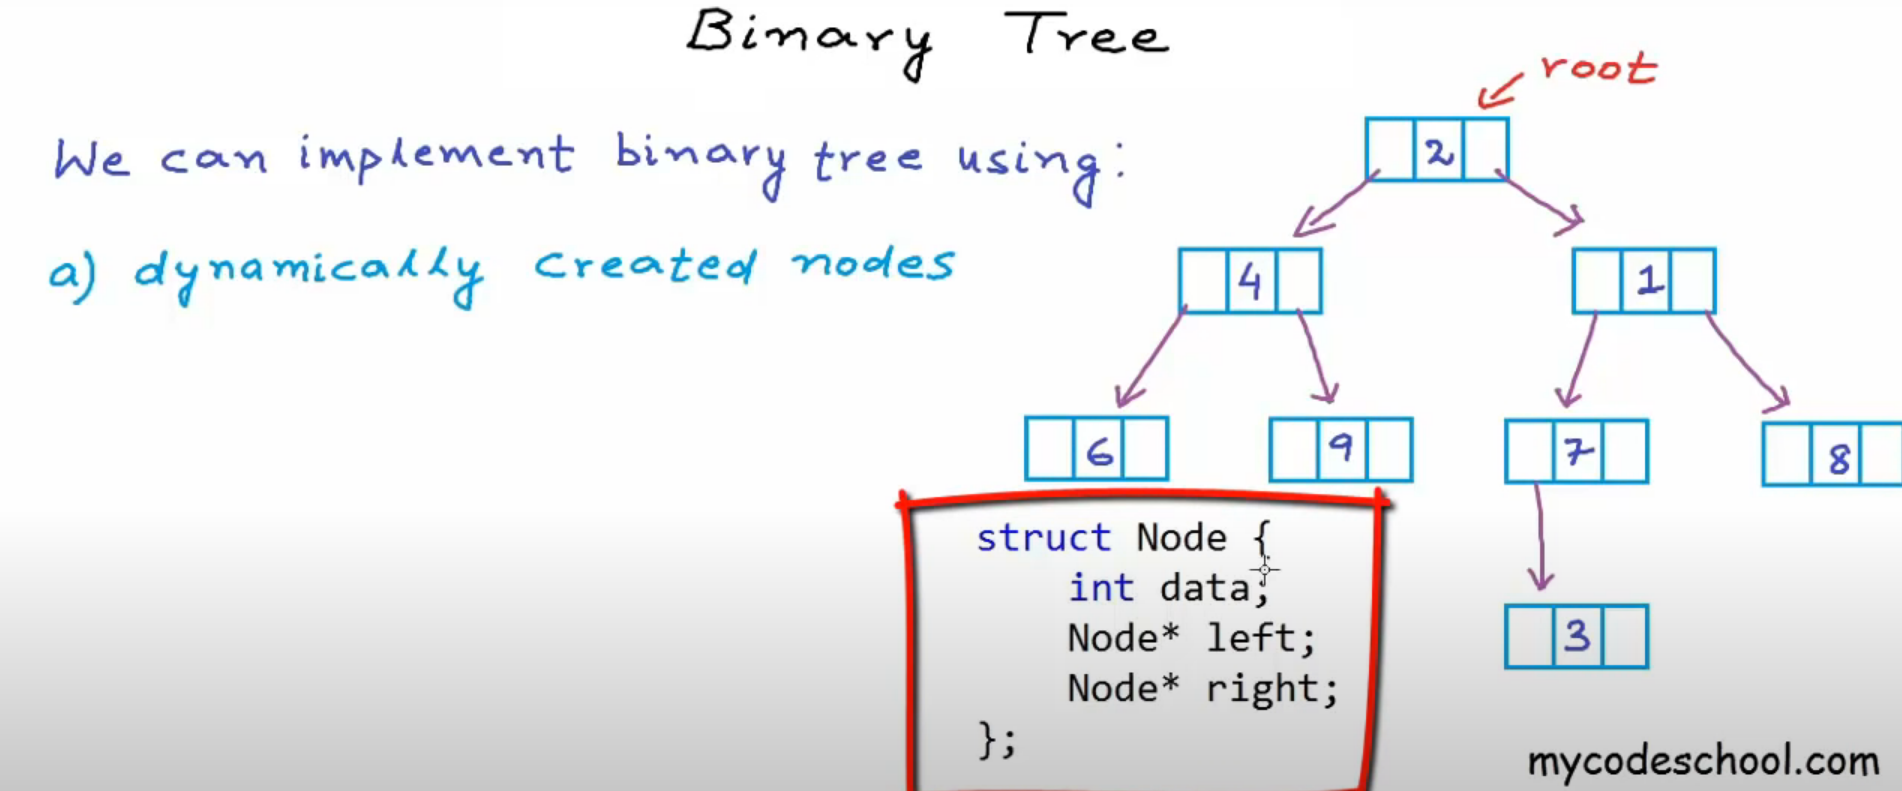 Binary Tree
root
We can implement binary tree using:
a) dynamically created nodes
2
4
1
6
9
7
8
3
struct Node {
int data;
Node* left;
Node* right;
};
mycodeschool.com